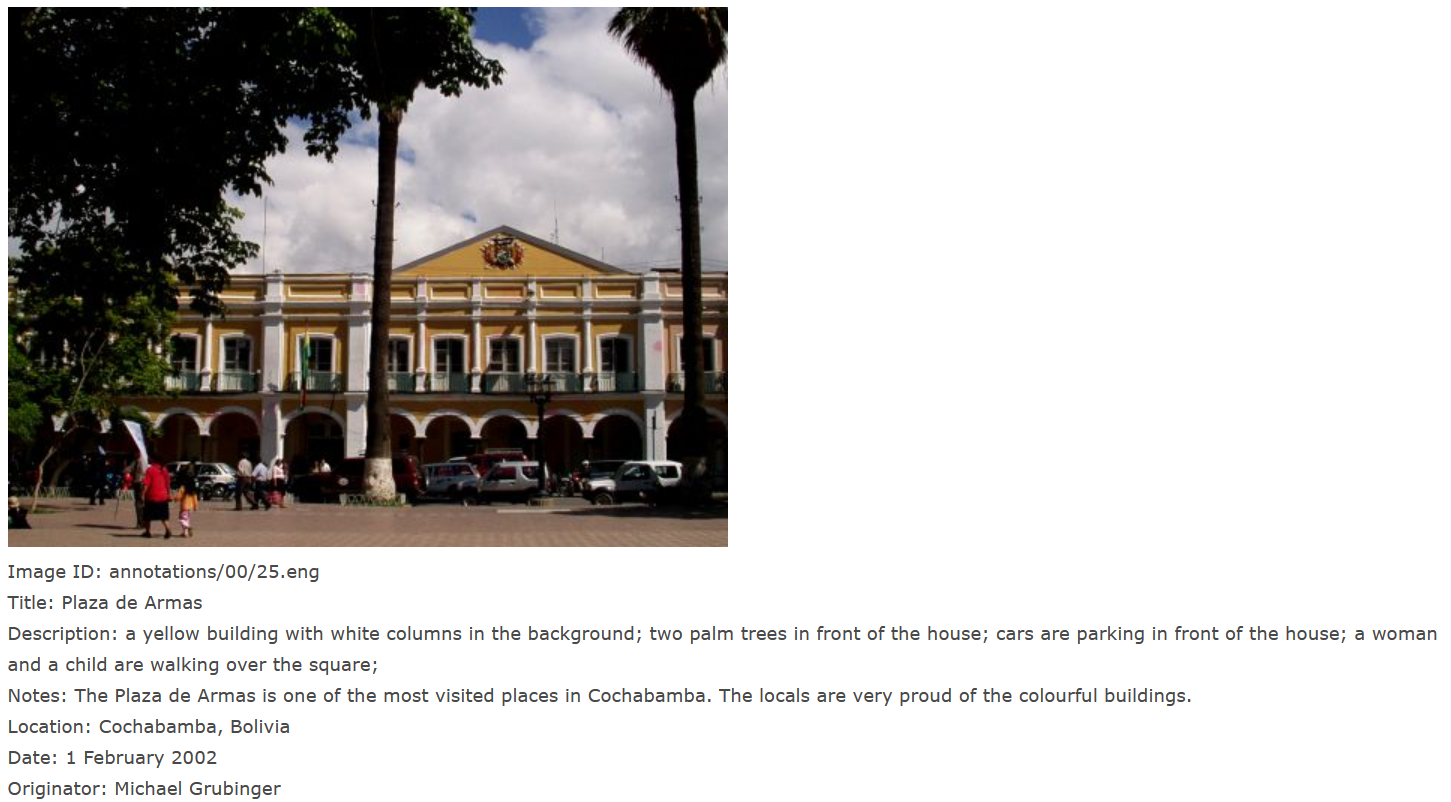 Image ID: annotations/00/25.eng
Title: Plaza de Armas
Description: a yellow building with white columns in the background; two palm trees in front of the house; cars are parking in front of the house; a woman
and a child are walking over the square;
Notes: The Plaza de Armas is one of the most visited places in Cochabamba. The locals are very proud of the colourful buildings.
Location: Cochabamba, Bolivia
Date: 1 February 2002
Originator: Michael Grubinger